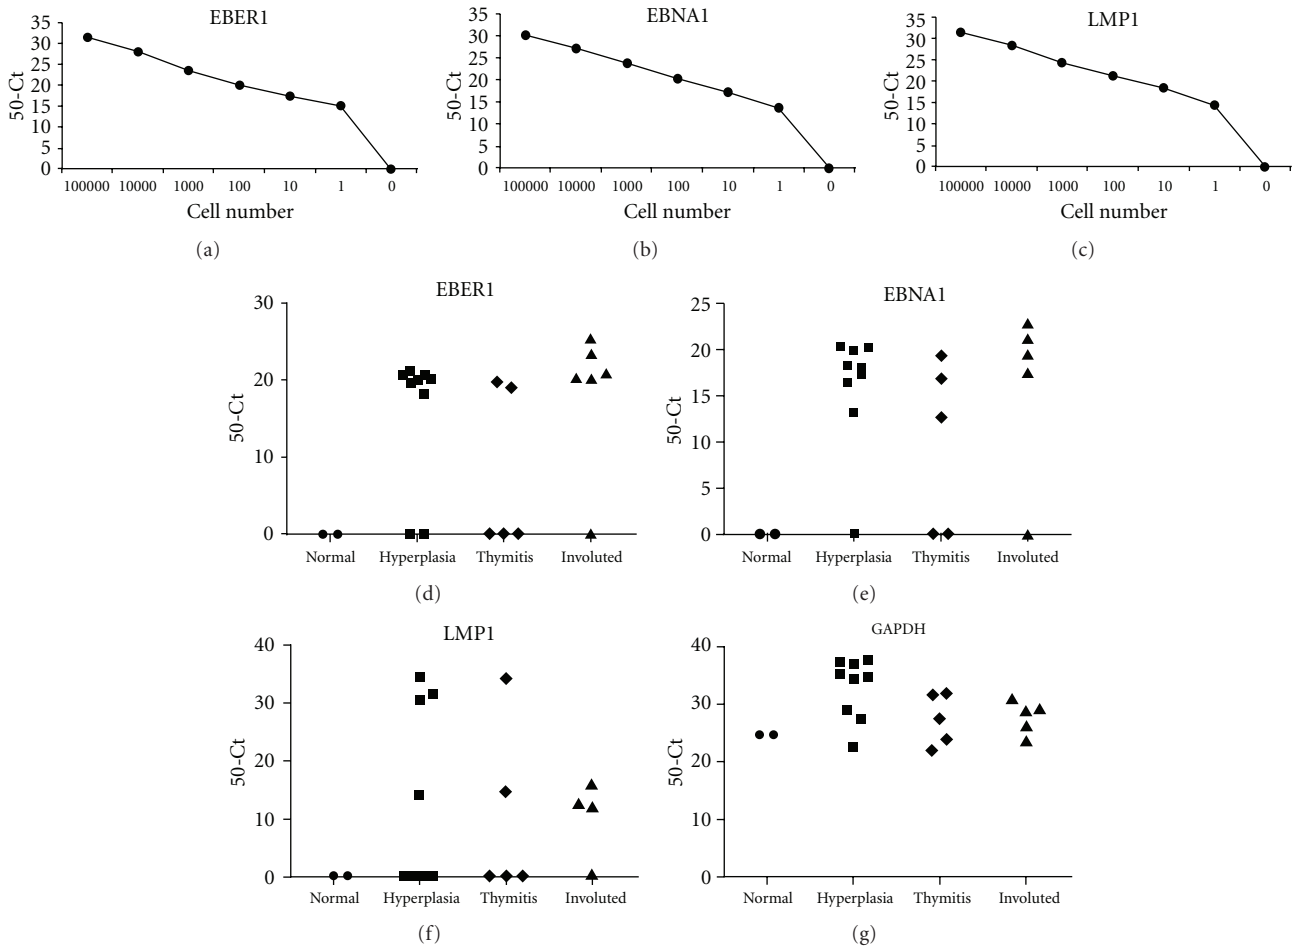 EBER1
35
30
25
20
15
10
5
0
50-Ct
100000 10000 1000 100 10 1 0
Cell number
(a)
EBNA1
35
30
25
20
15
10
5
0
50-Ct
100000 10000 1000 100 10 1 0
Cell number
(b)
LMP1
35
30
25
20
15
10
5
0
50-Ct
100000 10000 1000 100 10 1 0
Cell number
(c)
EBER1
30
20
10
0
50-Ct
Normal Hyperplasia Thymitis Involuted
(d)
EBNA1
25
20
15
10
5
0
50-Ct
Normal Hyperplasia Thymitis Involuted
(e)
LMP1
40
30
20
10
0
50-Ct
Normal Hyperplasia Thymitis Involuted
(f)
GAPDH
40
30
20
10
0
50-Ct
Normal Hyperplasia Thymitis Involuted
(g)